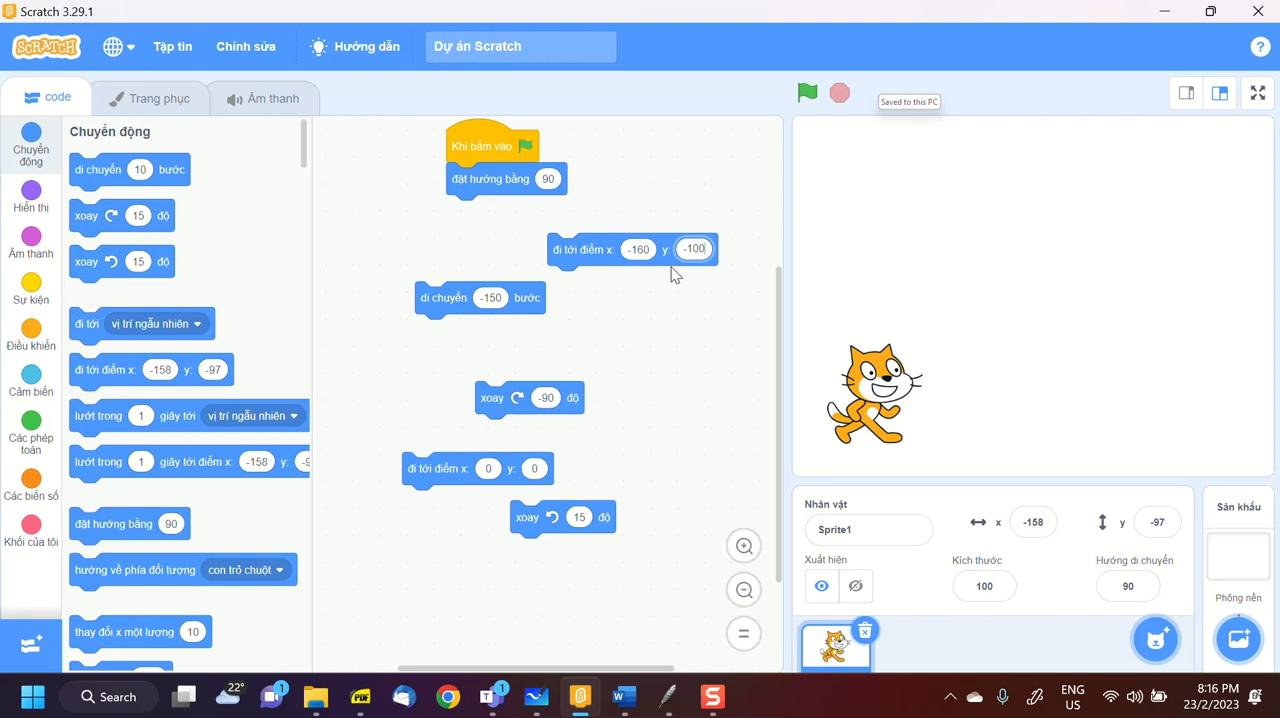 Scratch 3.29.1
SCRATCH
Tập tin
Chỉnh sửa
Hướng dẫn
Dự án Scratch
?
code
Trang phục
Âm thanh
Saved to this PC
Chuyển động
Hiển thị
Âm thanh
Sự kiện
Điều khiển
Cảm biến
Các phép toán
Các biến số
Khối của tôi
Chuyển động
di chuyển 10 bước
xoay 15 độ
xoay 15 độ
đi tới vị trí ngẫu nhiên
đi tới điểm x: -158 y: -97
lướt trong 1 giây tới vị trí ngẫu nhiên
lướt trong 1 giây tới điểm x: -158 y: -9
đặt hướng bằng 90
hướng về phía đối tượng con trỏ chuột
thay đổi x một lượng 10
Khi bấm vào
đặt hướng bằng 90
đi tới điểm x: -160 y: -100
di chuyển -150 bước
xoay -90 độ
đi tới điểm x: 0 y: 0
xoay 15 độ
Nhân vật
Sprite1
x -158
y -97
Xuất hiện
Kích thước
100
Hướng di chuyển
90
Sân khấu
Phông nền
Search
22°
1
PDF
1
ENG
US
8:16 PM
23/2/2023